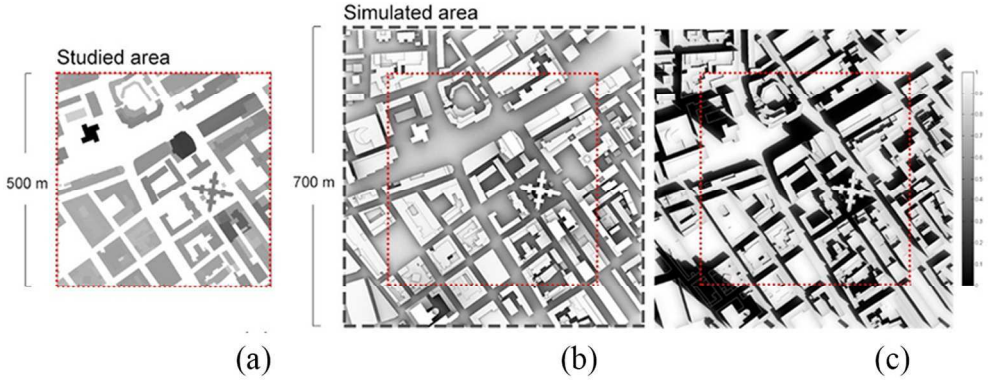 Simulated area
Studied area
500 m
700 m
(a)
(b)
(c)